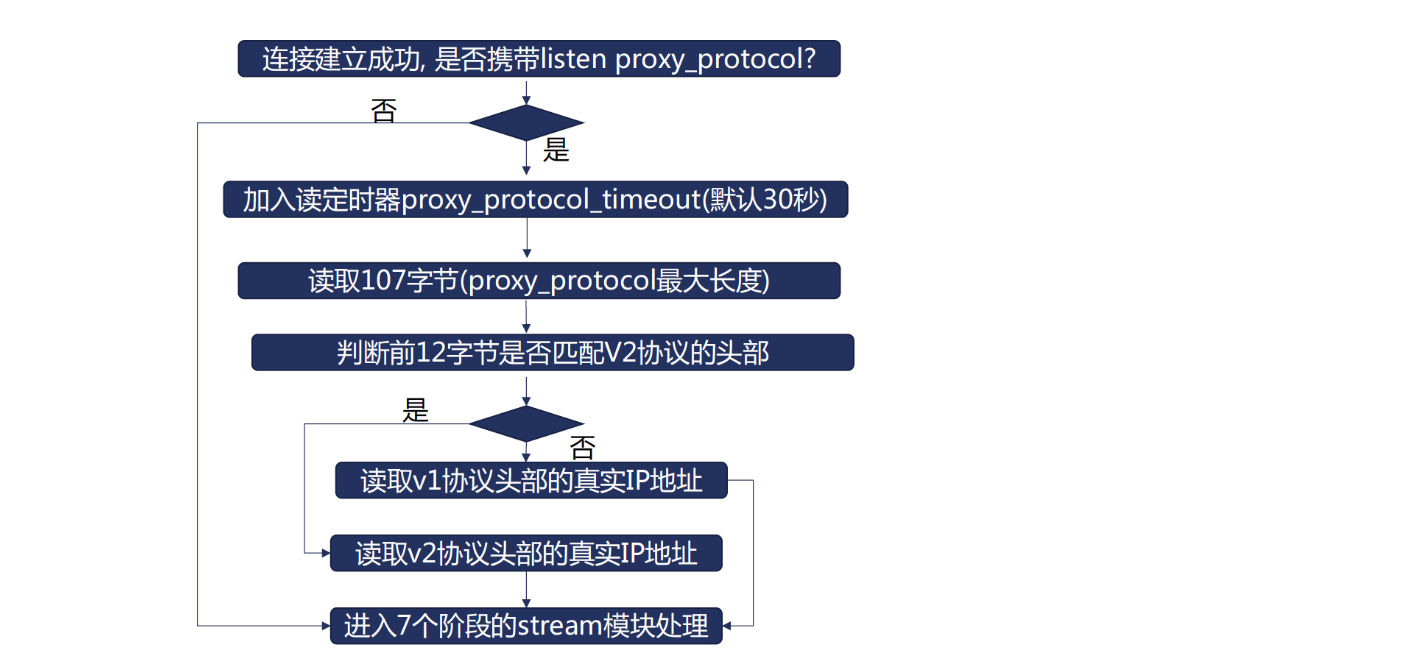 连接建立成功, 是否携带listen proxy_protocol?
否
是
加入读定时器proxy_protocol_timeout(默认30秒)
读取107字节(proxy_protocol最大长度)
判断前12字节是否匹配V2协议的头部
是
否
读取v1协议头部的真实IP地址
读取v2协议头部的真实IP地址
进入7个阶段的stream模块处理